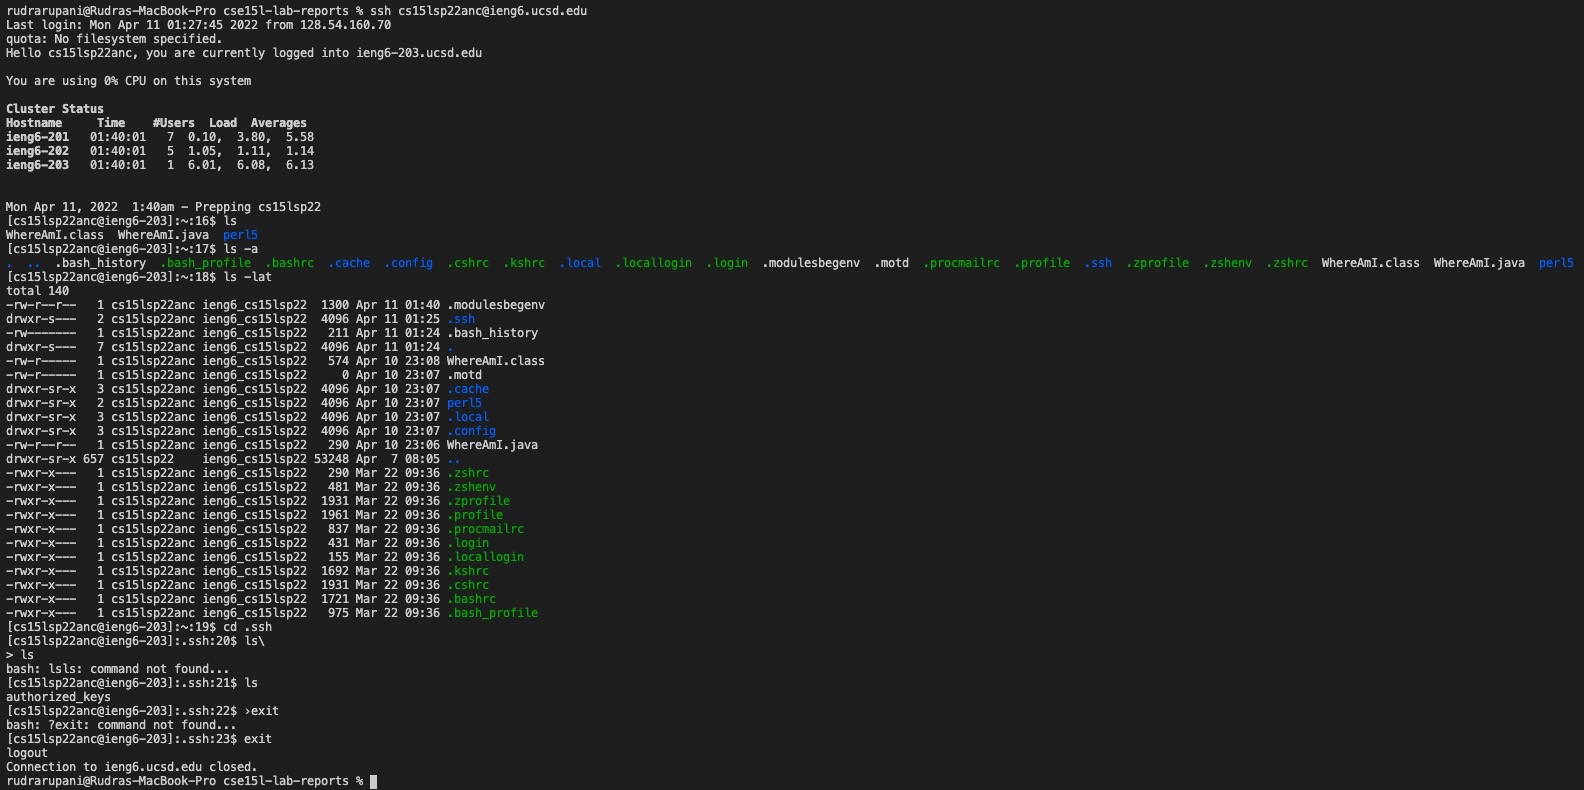 rudrarupani@Rudras-MacBook-Pro cse15l-lab-reports % ssh cs15lsp22anc@ieng6.ucsd.edu
Last login: Mon Apr 11 01:27:45 2022 from 128.54.160.70
quota: No filesystem specified.
Hello cs15lsp22anc, you are currently logged into ieng6-203.ucsd.edu
You are using 0% CPU on this system
Cluster Status
Hostname     Time    #Users  Load  Averages
ieng6-201   01:40:01   7  0.10,  3.80,  5.58
ieng6-202   01:40:01   5  1.05,  1.11,  1.14
ieng6-203   01:40:01   1  6.01,  6.08,  6.13
Mon Apr 11, 2022  1:40am - Prepping cs15lsp22
[cs15lsp22anc@ieng6-203]:~:16$ ls
WhereAmI.class  WhereAmI.java  perl5
[cs15lsp22anc@ieng6-203]:~:17$ ls -a
.  ..  .bash_history  .bash_profile  .bashrc  .cache  .config  .cshrc  .kshrc  .local  .locallogin  .login  .modulesbegenv  .motd  .procmailrc  .profile  .ssh  .zprofile  .zshenv  .zshrc  WhereAmI.class  WhereAmI.java  perl5
[cs15lsp22anc@ieng6-203]:~:18$ ls -lat
total 140
-rw-r--r--   1 cs15lsp22anc ieng6_cs15lsp22  1300 Apr 11 01:40 .modulesbegenv
drwxr-s---   2 cs15lsp22anc ieng6_cs15lsp22  4096 Apr 11 01:25 .ssh
-rw-------   1 cs15lsp22anc ieng6_cs15lsp22   211 Apr 11 01:24 .bash_history
drwxr-s---   7 cs15lsp22anc ieng6_cs15lsp22  4096 Apr 11 01:24 .
-rw-r-----   1 cs15lsp22anc ieng6_cs15lsp22   574 Apr 10 23:08 WhereAmI.class
-rw-r-----   1 cs15lsp22anc ieng6_cs15lsp22     0 Apr 10 23:07 .motd
drwxr-sr-x   3 cs15lsp22anc ieng6_cs15lsp22  4096 Apr 10 23:07 .cache
drwxr-sr-x   2 cs15lsp22anc ieng6_cs15lsp22  4096 Apr 10 23:07 perl5
drwxr-sr-x   3 cs15lsp22anc ieng6_cs15lsp22  4096 Apr 10 23:07 .local
drwxr-sr-x   3 cs15lsp22anc ieng6_cs15lsp22  4096 Apr 10 23:07 .config
-rw-r--r--   1 cs15lsp22anc ieng6_cs15lsp22   290 Apr 10 23:06 WhereAmI.java
drwxr-sr-x 657 cs15lsp22    ieng6_cs15lsp22 53248 Apr  7 08:05 ..
-rwxr-x---   1 cs15lsp22anc ieng6_cs15lsp22   290 Mar 22 09:36 .zshrc
-rwxr-x---   1 cs15lsp22anc ieng6_cs15lsp22   481 Mar 22 09:36 .zshenv
-rwxr-x---   1 cs15lsp22anc ieng6_cs15lsp22  1931 Mar 22 09:36 .zprofile
-rwxr-x---   1 cs15lsp22anc ieng6_cs15lsp22  1961 Mar 22 09:36 .profile
-rwxr-x---   1 cs15lsp22anc ieng6_cs15lsp22   837 Mar 22 09:36 .procmailrc
-rwxr-x---   1 cs15lsp22anc ieng6_cs15lsp22   431 Mar 22 09:36 .login
-rwxr-x---   1 cs15lsp22anc ieng6_cs15lsp22   155 Mar 22 09:36 .locallogin
-rwxr-x---   1 cs15lsp22anc ieng6_cs15lsp22  1692 Mar 22 09:36 .kshrc
-rwxr-x---   1 cs15lsp22anc ieng6_cs15lsp22  1931 Mar 22 09:36 .cshrc
-rwxr-x---   1 cs15lsp22anc ieng6_cs15lsp22  1721 Mar 22 09:36 .bashrc
-rwxr-x---   1 cs15lsp22anc ieng6_cs15lsp22   975 Mar 22 09:36 .bash_profile
[cs15lsp22anc@ieng6-203]:~:19$ cd .ssh
[cs15lsp22anc@ieng6-203]:.ssh:20$ ls\
> ls
bash: lsls: command not found...
[cs15lsp22anc@ieng6-203]:.ssh:21$ ls
authorized_keys
[cs15lsp22anc@ieng6-203]:.ssh:22$ ›exit
bash: ?exit: command not found...
[cs15lsp22anc@ieng6-203]:.ssh:23$ exit
logout
Connection to ieng6.ucsd.edu closed.
rudrarupani@Rudras-MacBook-Pro cse15l-lab-reports %